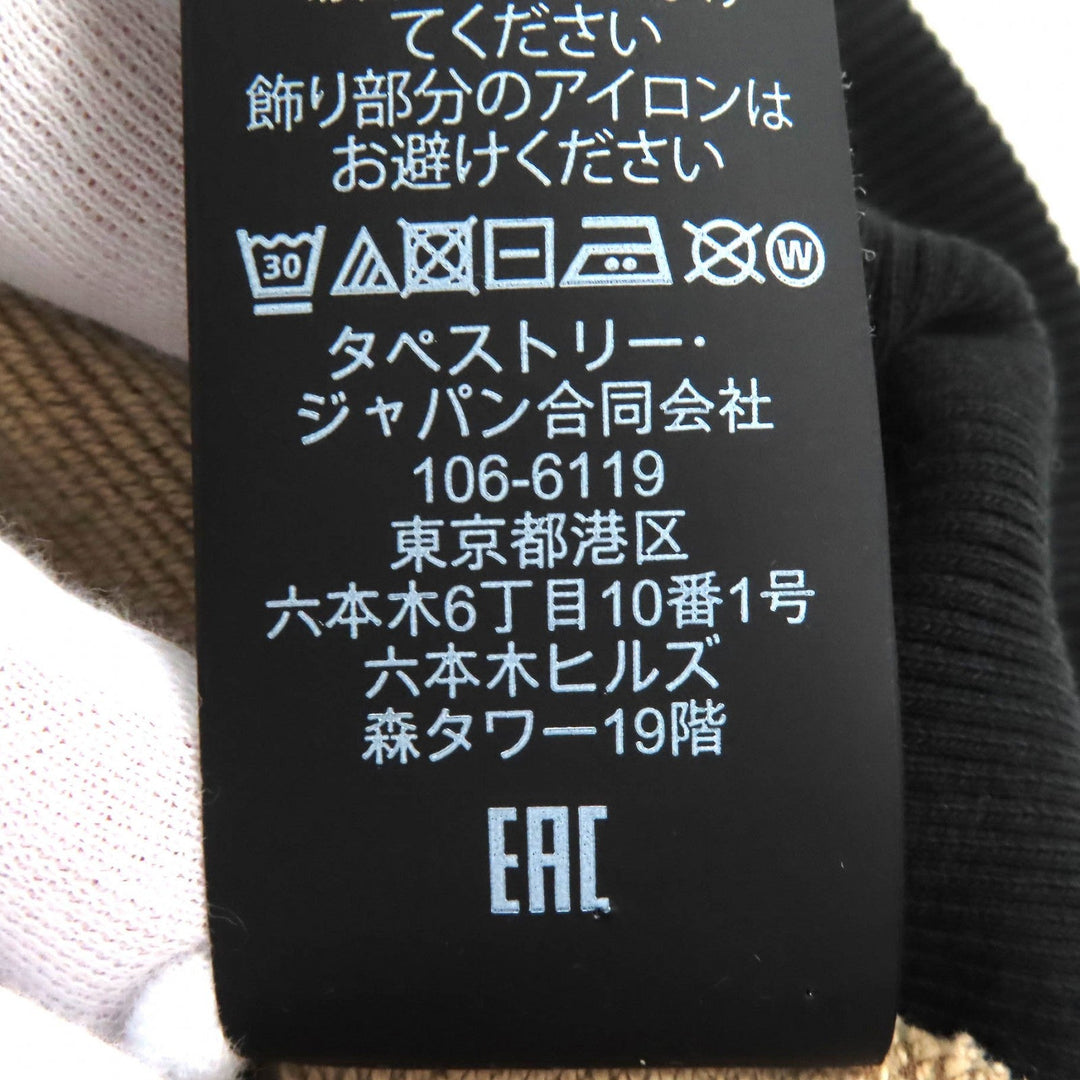 てください
飾り部分のアイロンは
お避けください
30 W
タペストリー・
ジャパン合同会社
106-6119
東京都港区
六本木6丁目10番1号
六本木ヒルズ
森タワー19階
EAC